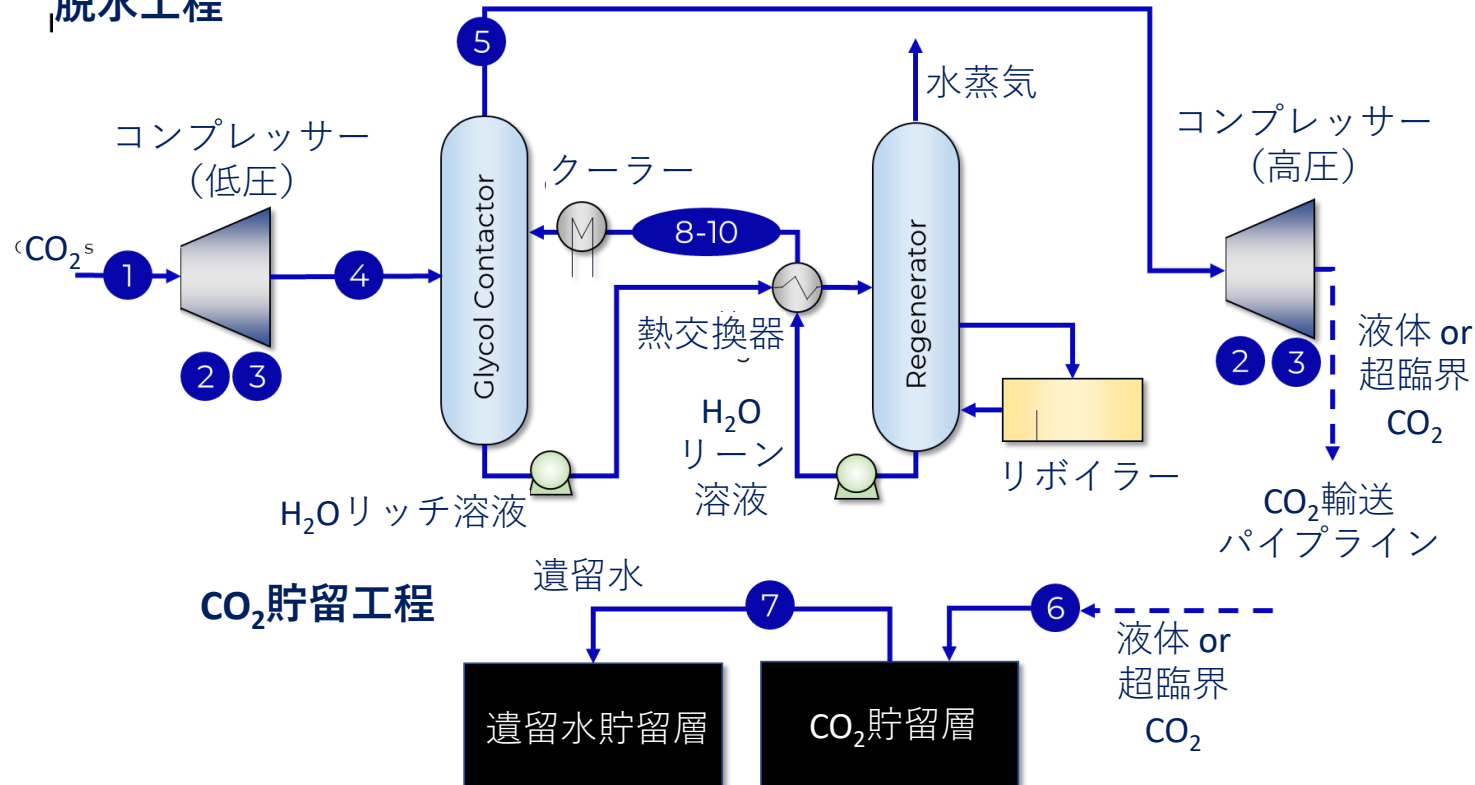 脱水工程
5
水蒸気
コンプレッサー
(低圧)
コンプレッサー
(高圧)
クーラー
Glycol Contactor
Regenerator
8-10
CO₂
1
4
熱交換器
2 3
2 3
液体 or
超臨界
CO₂
H₂O
リーン
溶液
リボイラー
H₂Oリッチ溶液
CO₂輸送
パイプライン
CO₂貯留工程
遺留水
7
6
液体 or
超臨界
CO₂
遺留水貯留層
CO₂貯留層